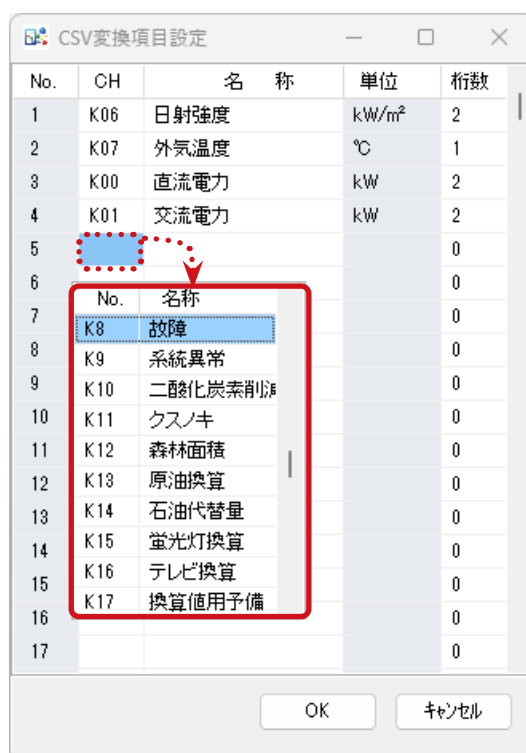 CSV変換項目設定
No. CH 名 称 単位 桁数
1 K06 日射強度 kW/m² 2
2 K07 外気温度 ℃ 1
3 K00 直流電力 kW 2
4 K01 交流電力 kW 2
5 0
6 0
7 0
8 0
9 0
10 0
11 0
12 0
13 0
14 0
15 0
16 0
17 0
No. 名称
K8 故障
K9 系統異常
K10 二酸化炭素削減
K11 クスノキ
K12 森林面積
K13 原油換算
K14 石油代替量
K15 蛍光灯換算
K16 テレビ換算
K17 換算値用予備
OK キャンセル